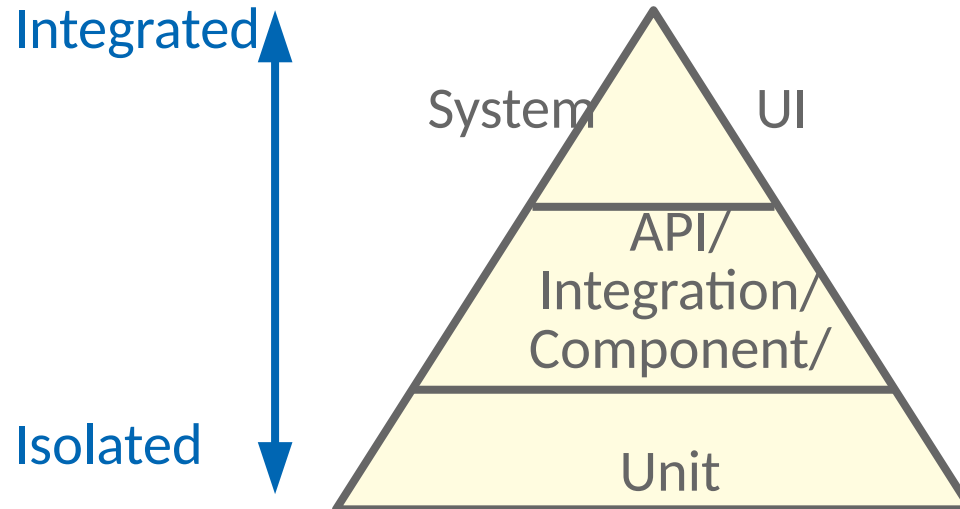 Integrated
System UI
API/
Integration/
Component/
Isolated
Unit